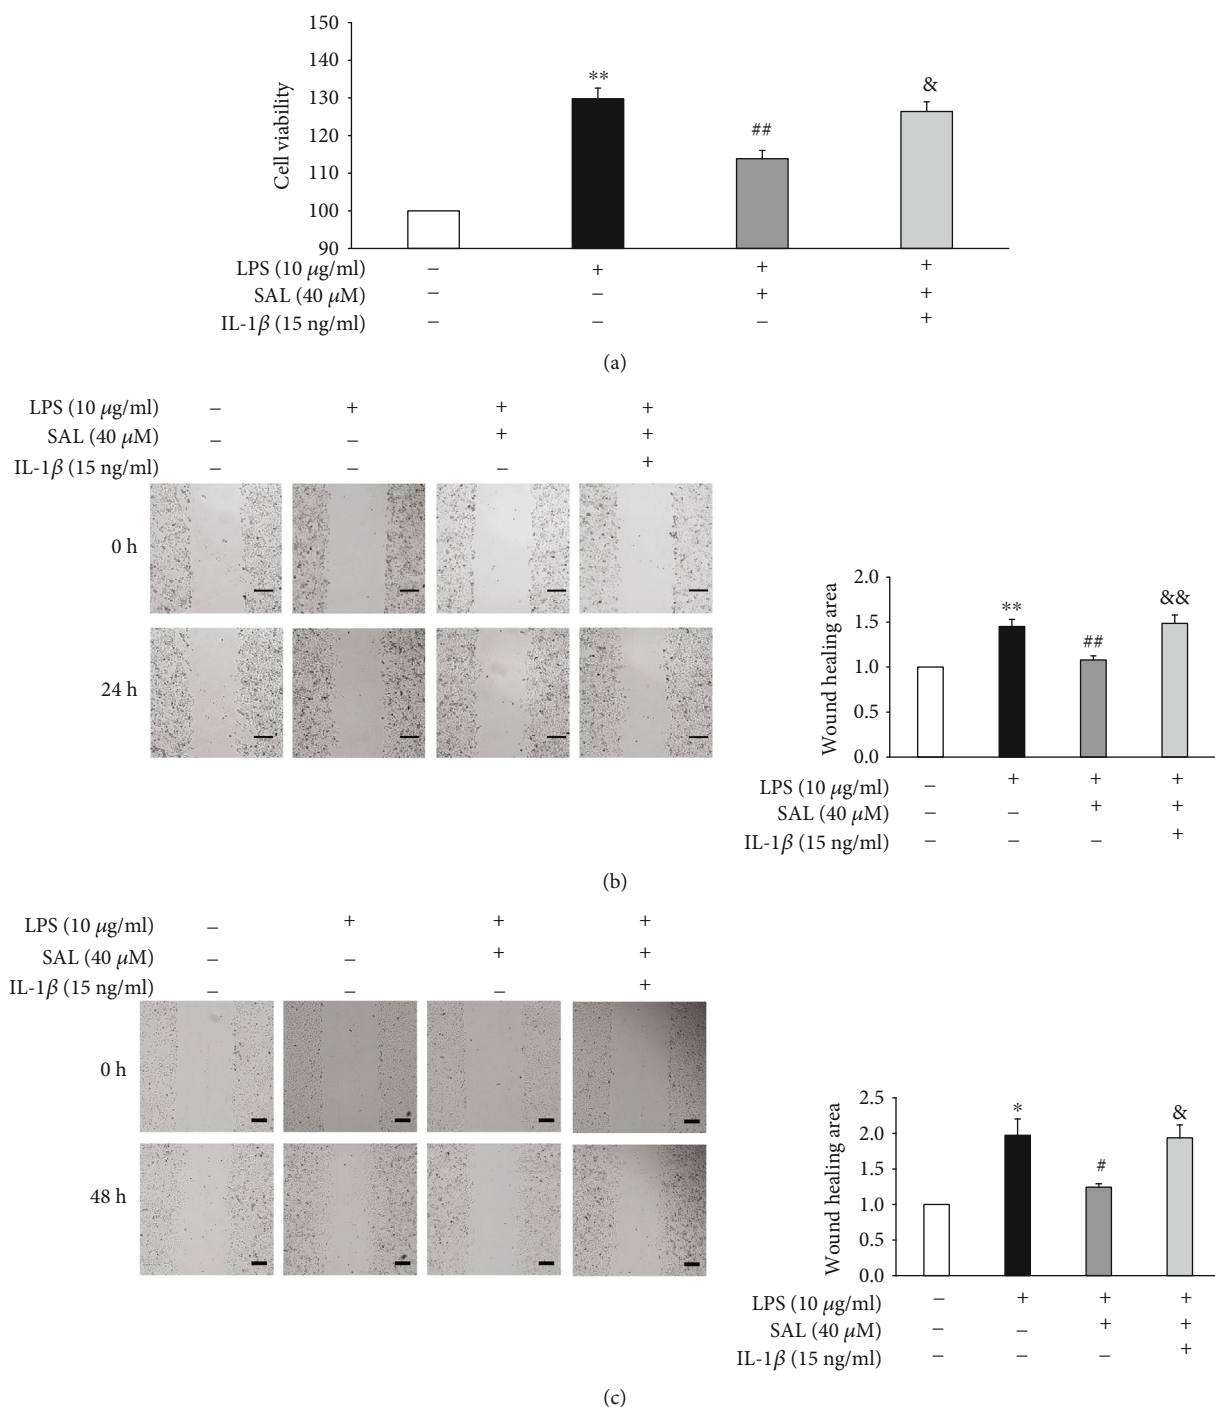 150
140
130
120
110
100
90
Cell viability
**
##
&
LPS (10 μg/ml) – + + +
SAL (40 μM) – – + +
IL-1β (15 ng/ml) – – – +
(a)
LPS (10 μg/ml) – + + +
SAL (40 μM) – – + +
IL-1β (15 ng/ml) – – – +
0 h
24 h
2.0
1.5
1.0
0.5
0.0
Wound healing area
**
##
&&
LPS (10 μg/ml) – + + +
SAL (40 μM) – – + +
IL-1β (15 ng/ml) – – – +
(b)
LPS (10 μg/ml) – + + +
SAL (40 μM) – – + +
IL-1β (15 ng/ml) – – – +
0 h
48 h
2.5
2.0
1.5
1.0
0.5
0.0
Wound healing area
*
#
&
LPS (10 μg/ml) – + + +
SAL (40 μM) – – + +
IL-1β (15 ng/ml) – – – +
(c)